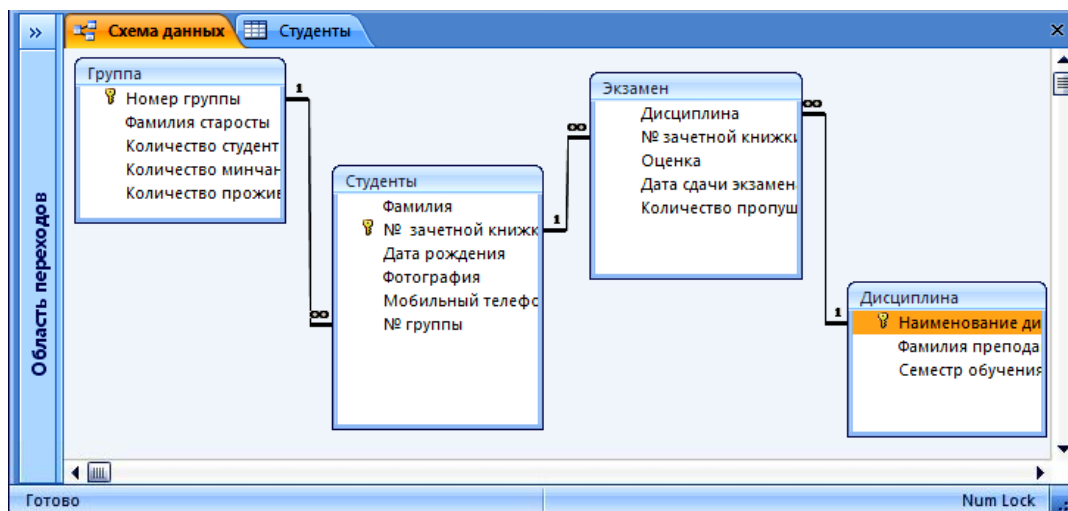 »
Схема данных
Студенты
×
Область переходов
Группа
Номер группы
Фамилия старосты
Количество студент
Количество минчан
Количество прожив
1
∞
Студенты
Фамилия
№ зачетной книжк
Дата рождения
Фотография
Мобильный телефо
№ группы
1
∞
Экзамен
Дисциплина
№ зачетной книжки
Оценка
Дата сдачи экзамен
Количество пропущ
∞
1
Дисциплина
Наименование ди
Фамилия препода
Семестр обучения
Готово
Num Lock